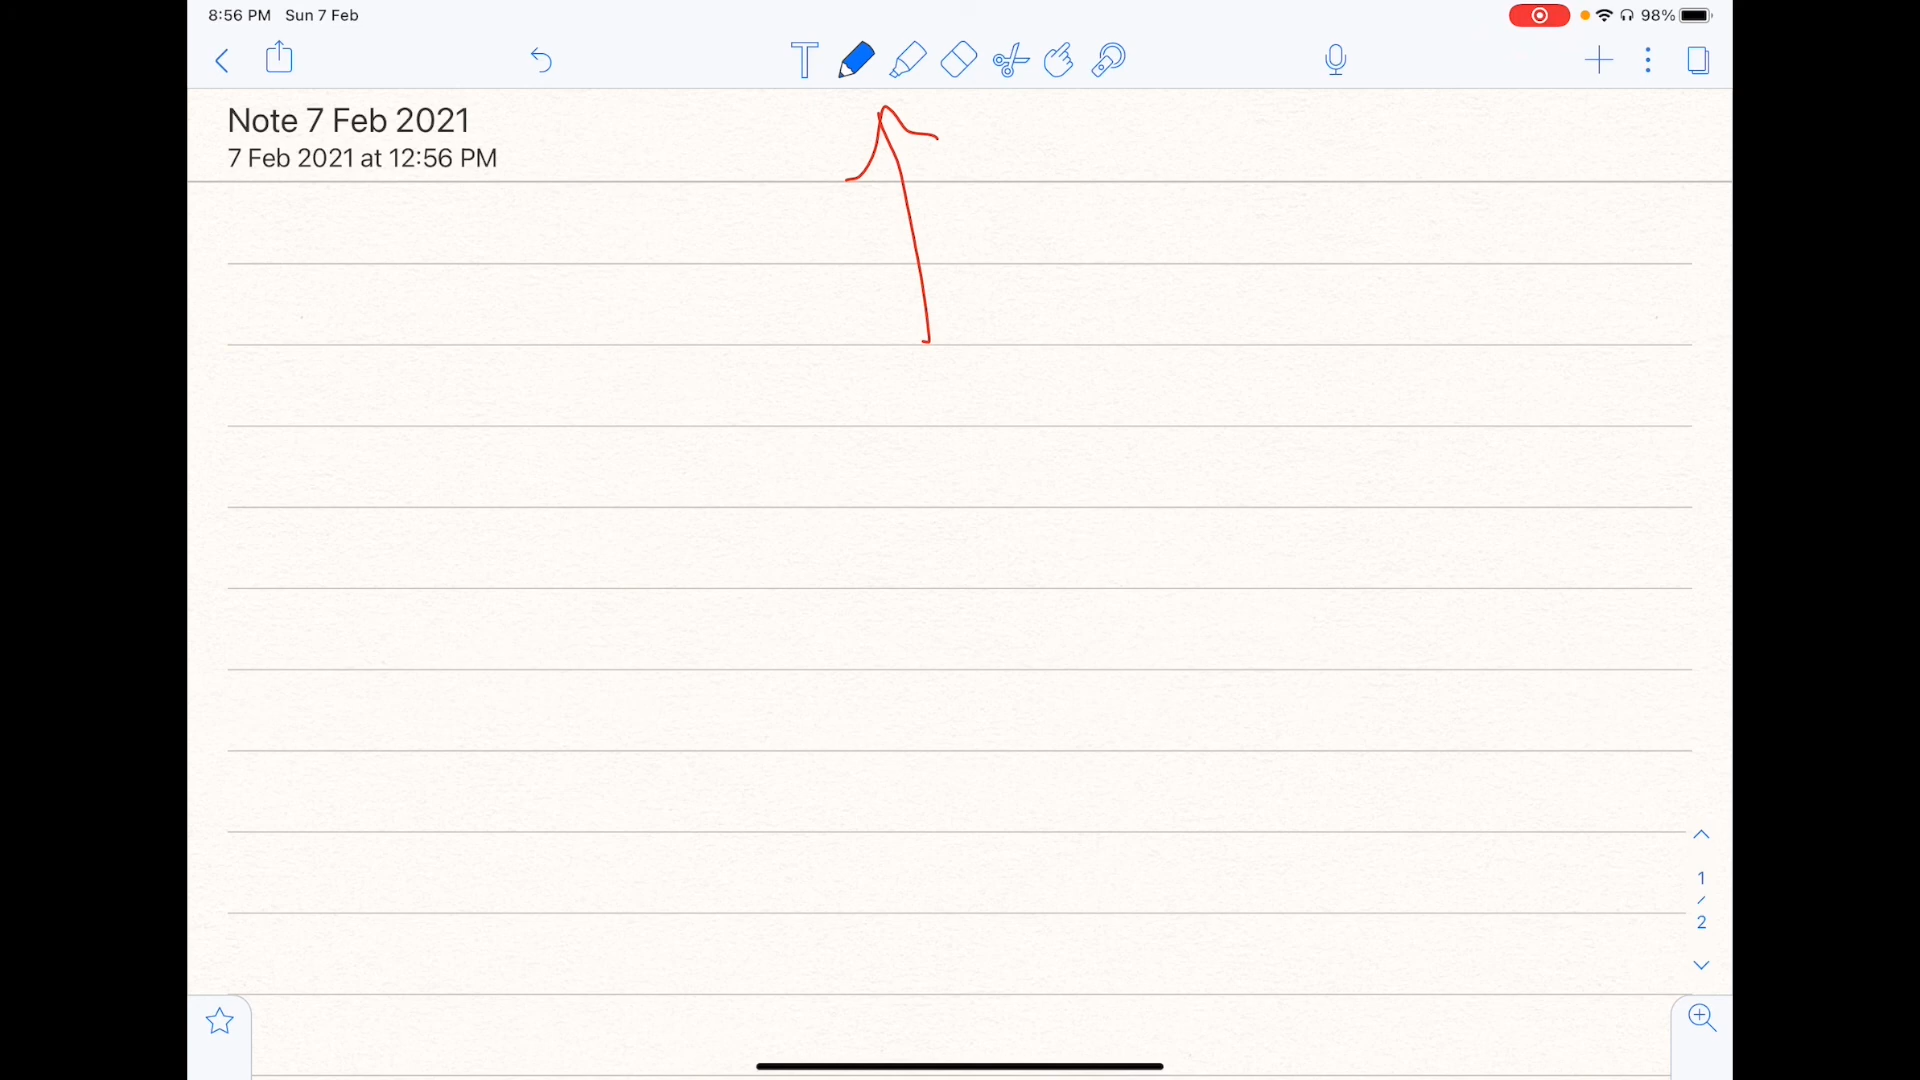 8:56 PM Sun 7 Feb
98%
T
Note 7 Feb 2021
7 Feb 2021 at 12:56 PM
1
/
2